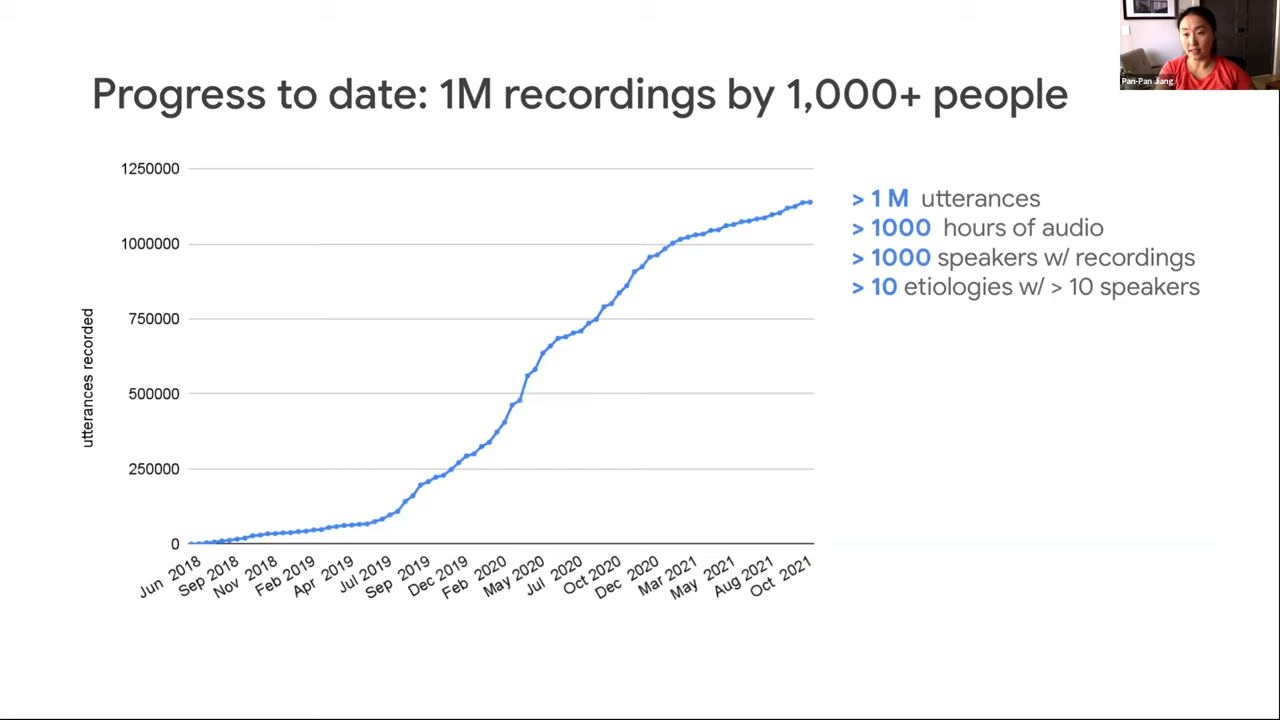 Pan-Pan Jiang
Progress to date: 1M recordings by 1,000+ people
1250000
1000000
750000
500000
250000
0
utterances recorded
Jun 2018
Sep 2018
Nov 2018
Feb 2019
Apr 2019
Jul 2019
Sep 2019
Dec 2019
Feb 2020
May 2020
Jul 2020
Oct 2020
Dec 2020
Mar 2021
May 2021
Aug 2021
Oct 2021
> 1 M utterances
> 1000 hours of audio
> 1000 speakers w/ recordings
> 10 etiologies w/ > 10 speakers